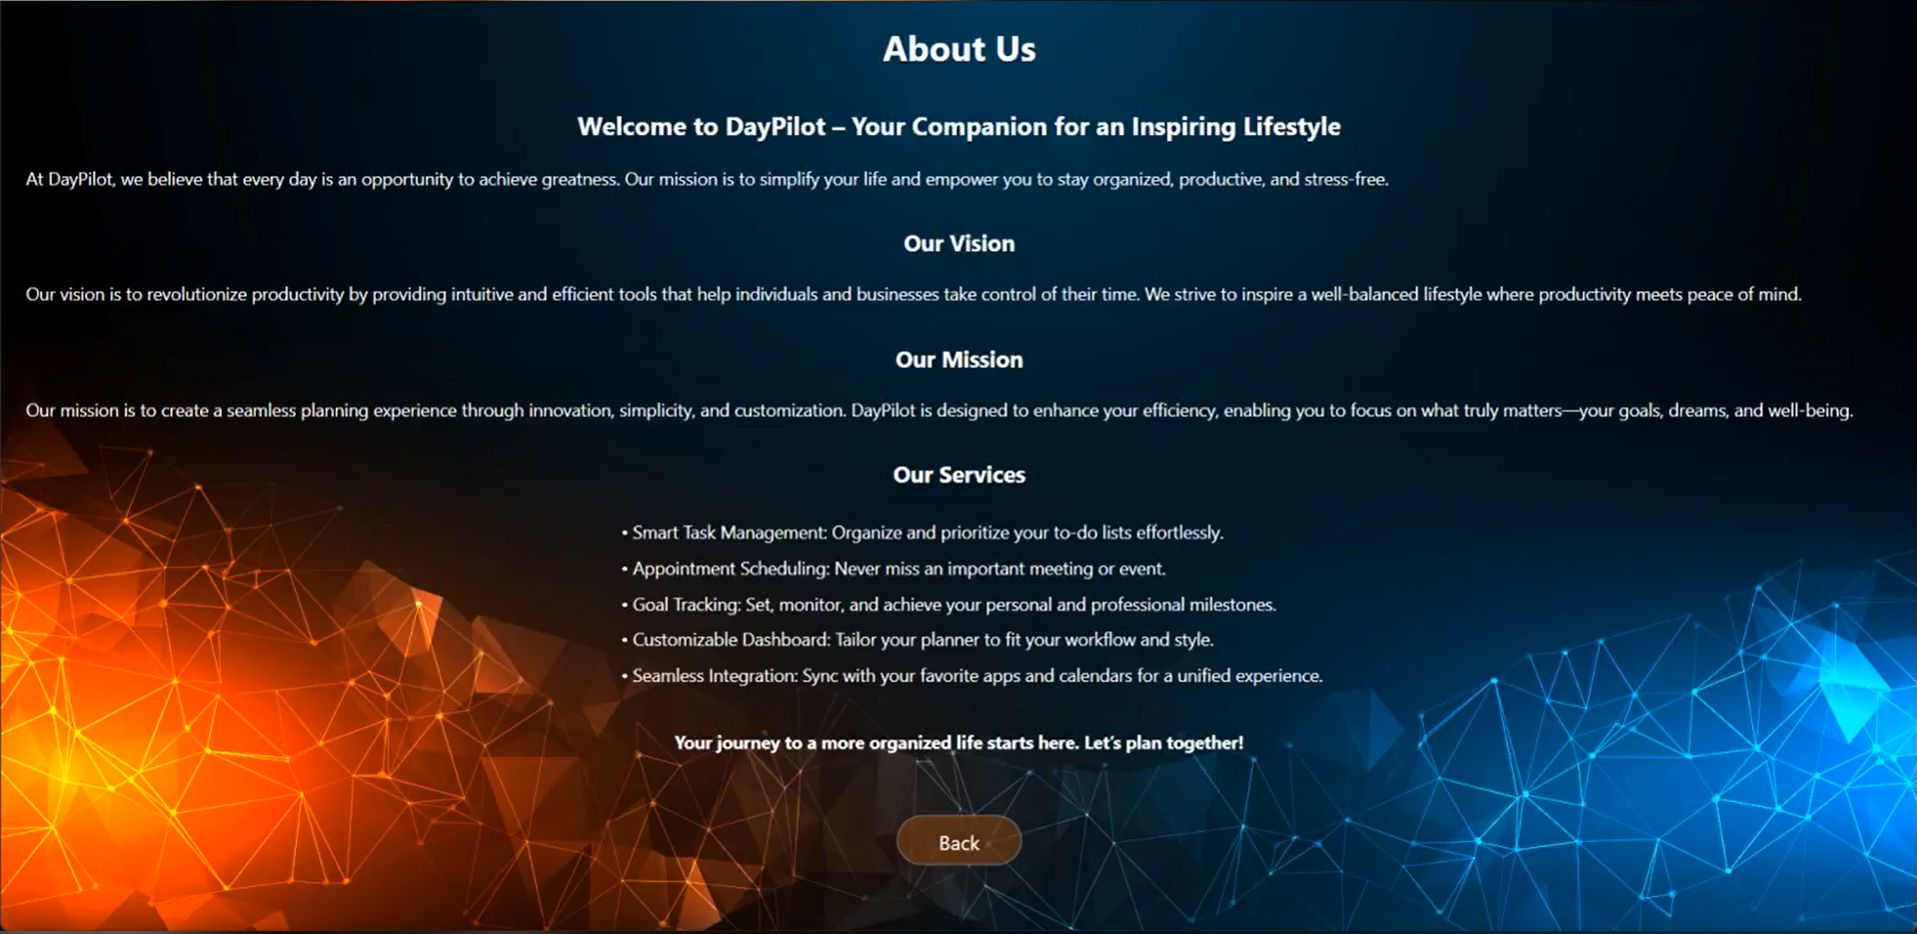 About Us
Welcome to DayPilot – Your Companion for an Inspiring Lifestyle
At DayPilot, we believe that every day is an opportunity to achieve greatness. Our mission is to simplify your life and empower you to stay organized, productive, and stress-free.
Our Vision
Our vision is to revolutionize productivity by providing intuitive and efficient tools that help individuals and businesses take control of their time. We strive to inspire a well-balanced lifestyle where productivity meets peace of mind.
Our Mission
Our mission is to create a seamless planning experience through innovation, simplicity, and customization. DayPilot is designed to enhance your efficiency, enabling you to focus on what truly matters—your goals, dreams, and well-being.
Our Services
• Smart Task Management: Organize and prioritize your to-do lists effortlessly.
• Appointment Scheduling: Never miss an important meeting or event.
• Goal Tracking: Set, monitor, and achieve your personal and professional milestones.
• Customizable Dashboard: Tailor your planner to fit your workflow and style.
• Seamless Integration: Sync with your favorite apps and calendars for a unified experience.
Your journey to a more organized life starts here. Let’s plan together!
Back